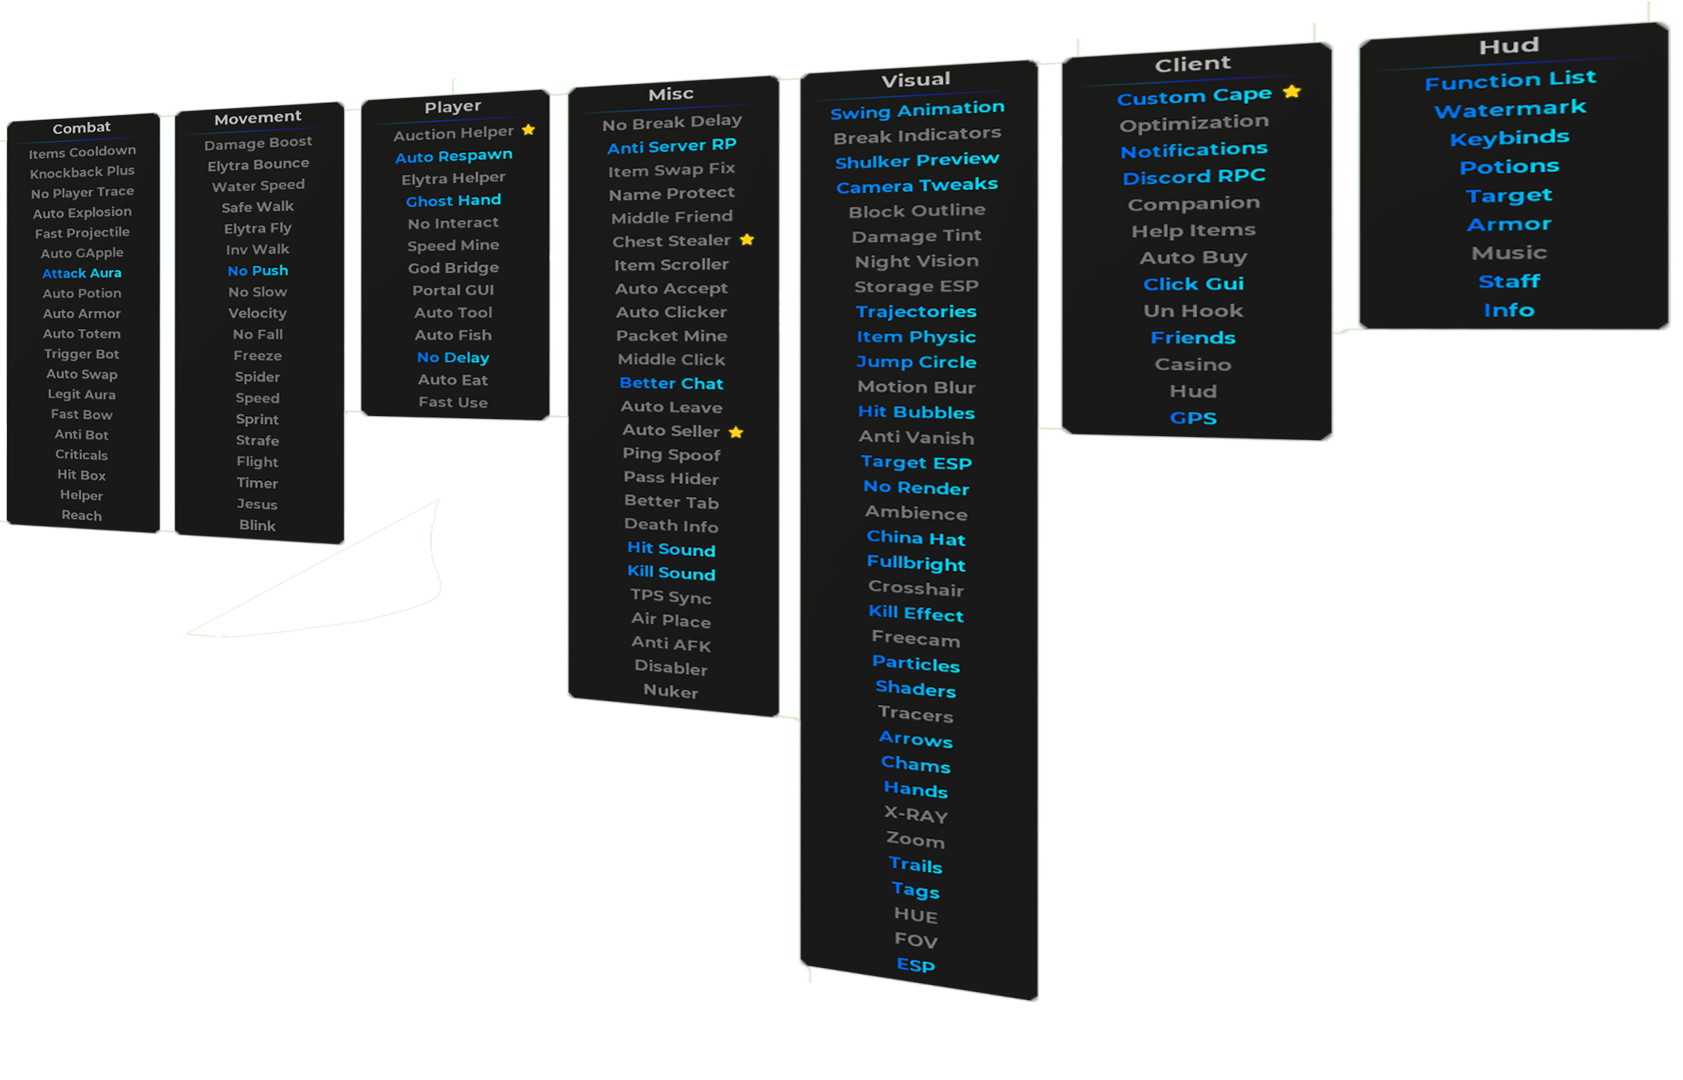 Combat
Items Cooldown
Knockback Plus
No Player Trace
Auto Explosion
Fast Projectile
Auto GApple
Attack Aura
Auto Potion
Auto Armor
Auto Totem
Trigger Bot
Auto Swap
Legit Aura
Fast Bow
Anti Bot
Criticals
Hit Box
Helper
Reach
Movement
Damage Boost
Elytra Bounce
Water Speed
Safe Walk
Elytra Fly
Inv Walk
No Push
No Slow
Velocity
No Fall
Freeze
Spider
Speed
Sprint
Strafe
Flight
Timer
Jesus
Blink
Player
Auction Helper
Auto Respawn
Elytra Helper
Ghost Hand
No Interact
Speed Mine
God Bridge
Portal GUI
Auto Tool
Auto Fish
No Delay
Auto Eat
Fast Use
Misc
No Break Delay
Anti Server RP
Item Swap Fix
Name Protect
Middle Friend
Chest Stealer
Item Scroller
Auto Accept
Auto Clicker
Packet Mine
Middle Click
Better Chat
Auto Leave
Auto Seller
Ping Spoof
Pass Hider
Better Tab
Death Info
Hit Sound
Kill Sound
TPS Sync
Air Place
Anti AFK
Disabler
Nuker
Visual
Swing Animation
Break Indicators
Shulker Preview
Camera Tweaks
Block Outline
Damage Tint
Night Vision
Storage ESP
Trajectories
Item Physic
Jump Circle
Motion Blur
Hit Bubbles
Anti Vanish
Target ESP
No Render
Ambience
China Hat
Fullbright
Crosshair
Kill Effect
Freecam
Particles
Shaders
Tracers
Arrows
Chams
Hands
X-RAY
Zoom
Trails
Tags
HUE
FOV
ESP
Client
Custom Cape
Optimization
Notifications
Discord RPC
Companion
Help Items
Auto Buy
Click Gui
Un Hook
Friends
Casino
Hud
GPS
Hud
Function List
Watermark
Keybinds
Potions
Target
Armor
Music
Staff
Info